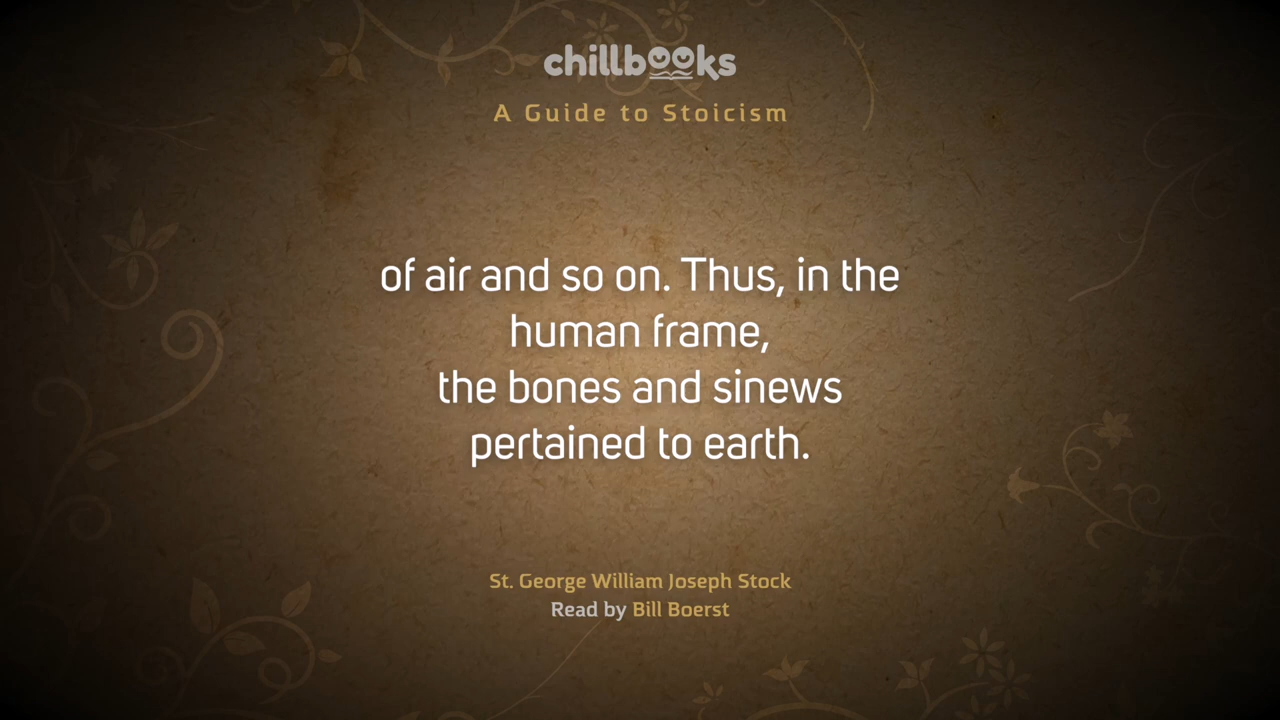 chillbooks
A Guide to Stoicism
of air and so on. Thus, in the
human frame,
the bones and sinews
pertained to earth.
St. George William Joseph Stock
Read by Bill Boerst